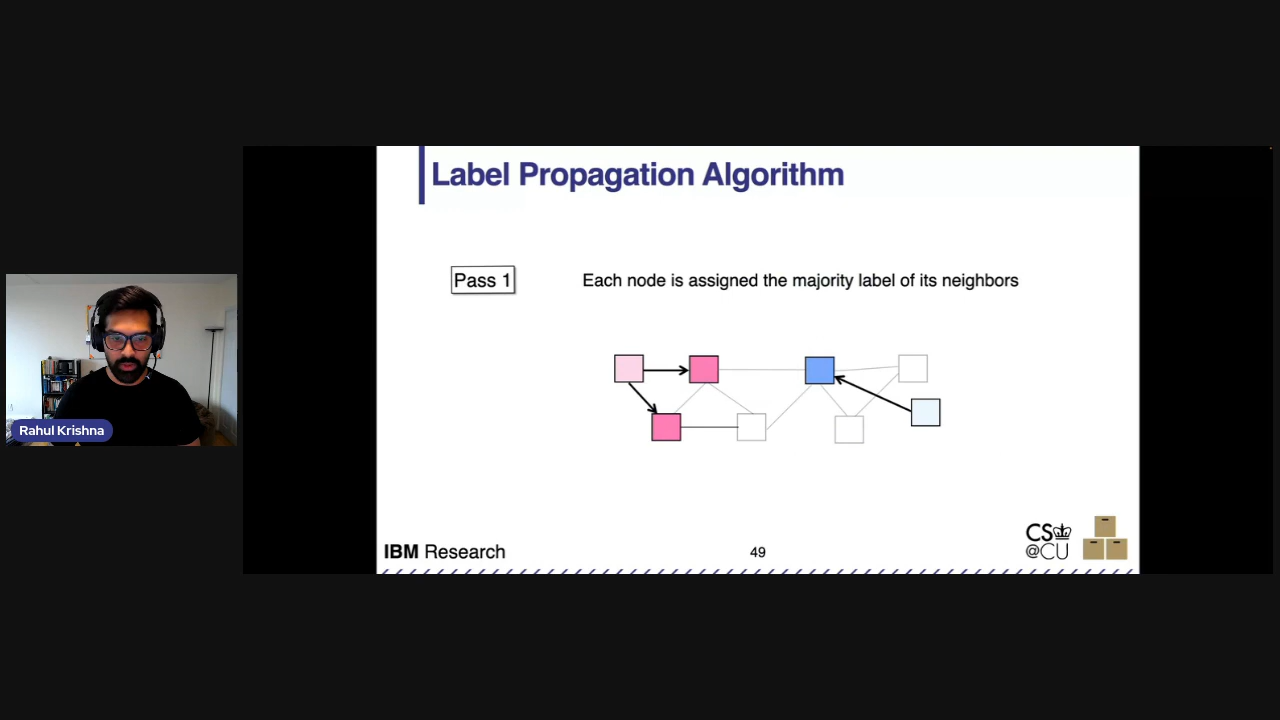 Label Propagation Algorithm
Pass 1
Each node is assigned the majority label of its neighbors
Rahul Krishna
IBM Research
49
CS
@CU